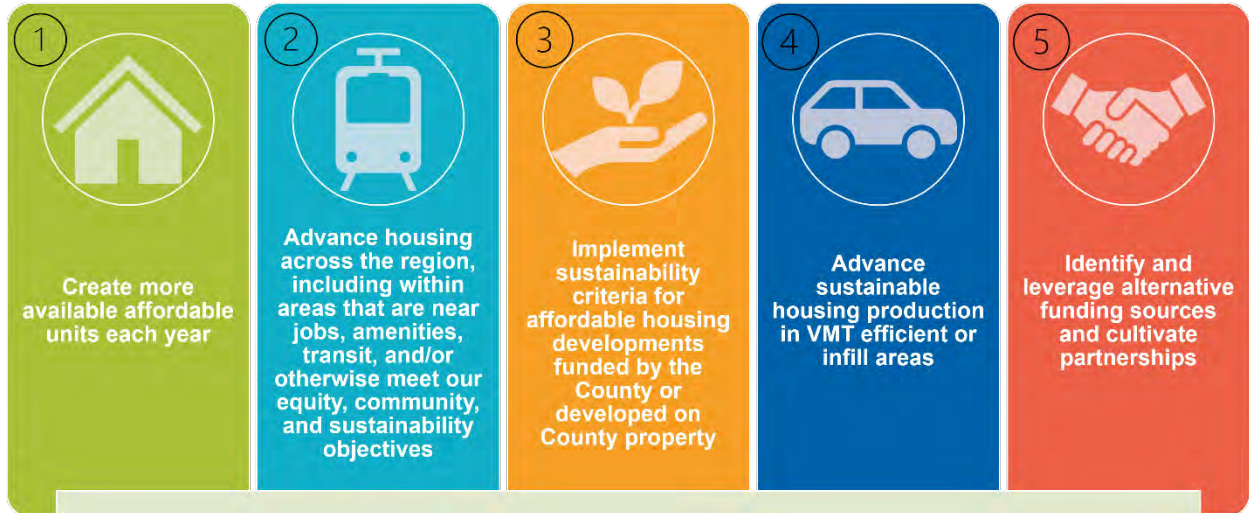 1
Create more
available affordable
units each year
2
Advance housing
across the region,
including within
areas that are near
jobs, amenities,
transit, and/or
otherwise meet our
equity, community,
and sustainability
objectives
3
Implement
sustainability
criteria for
affordable housing
developments
funded by the
County or
developed on
County property
4
Advance
sustainable
housing production
in VMT efficient or
infill areas
5
Identify and
leverage alternative
funding sources
and cultivate
partnerships